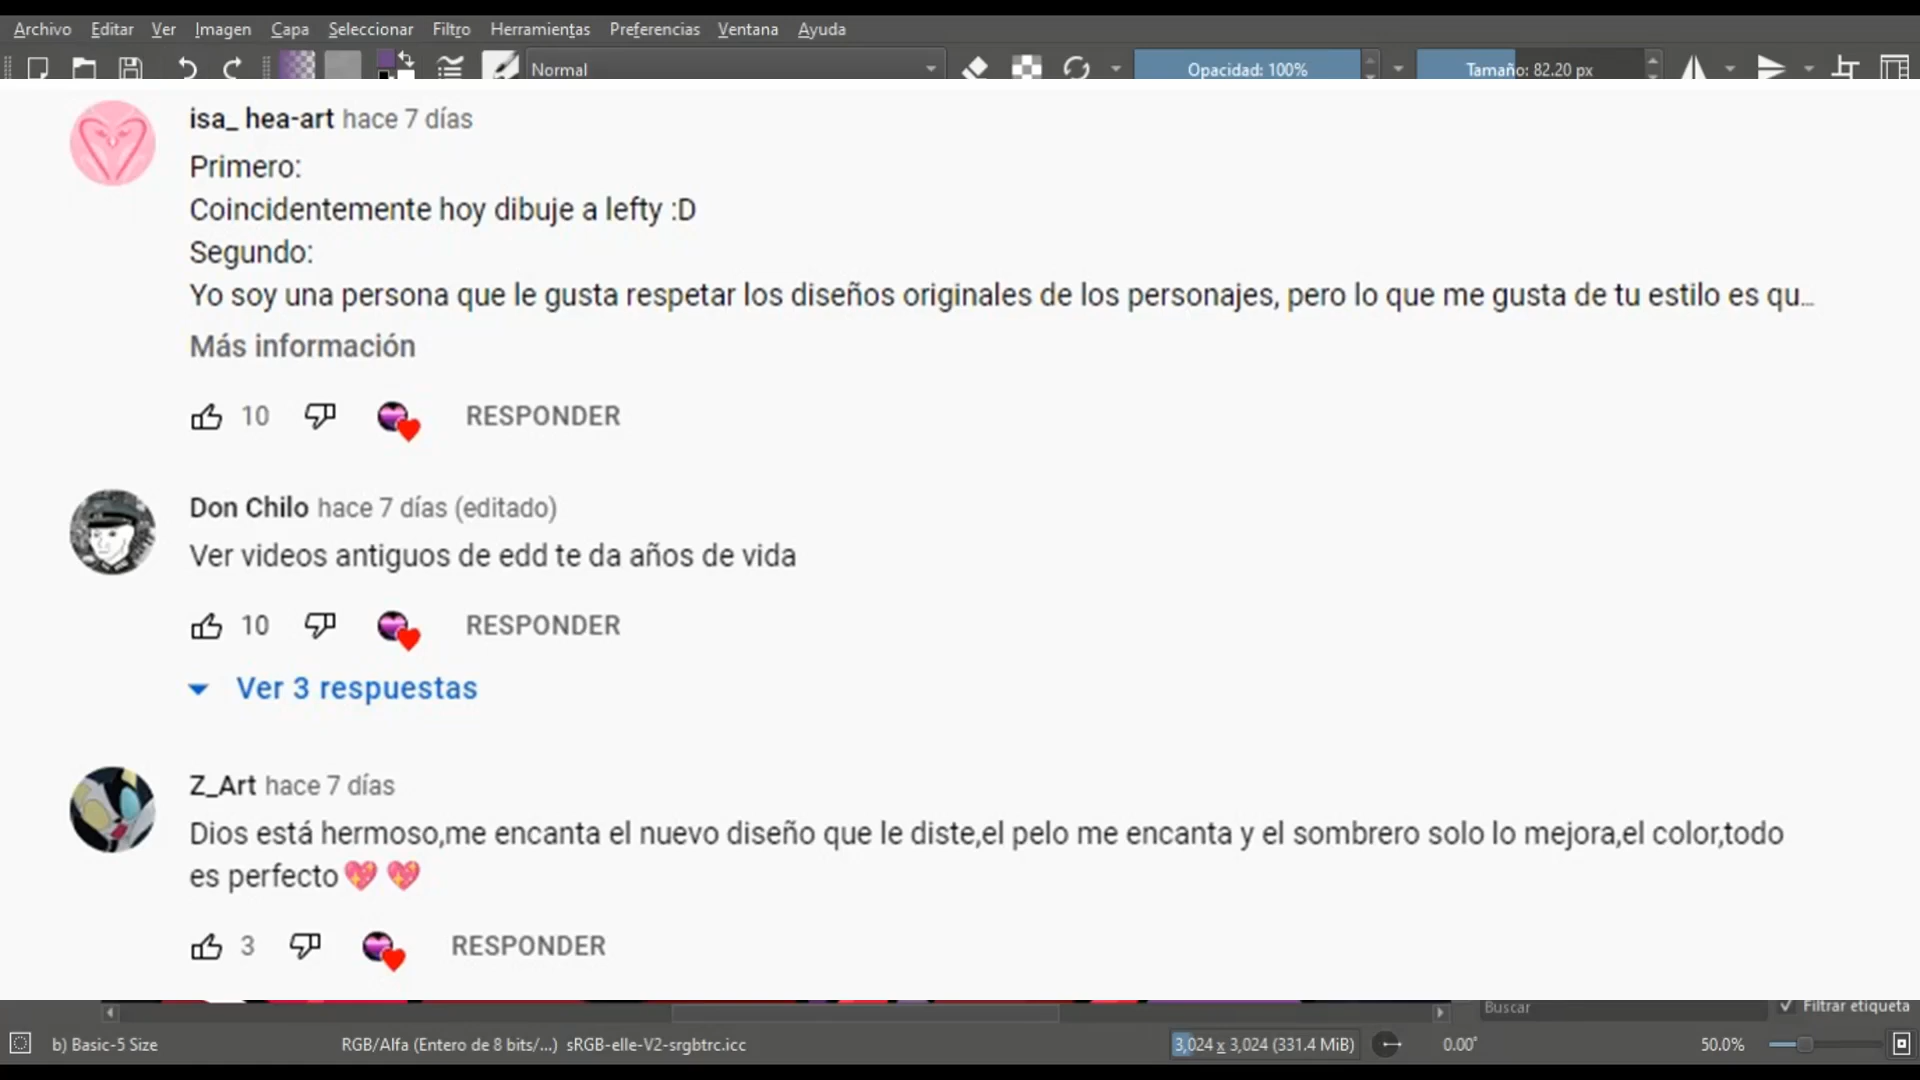 Archivo Editar Ver Imagen Capa Seleccionar Filtro Herramientas Preferencias Ventana Ayuda
Normal Opacidad: 100% Tamaño: 82.20 px
isa_ hea-art hace 7 días
Primero:
Coincidentemente hoy dibuje a lefty :D
Segundo:
Yo soy una persona que le gusta respetar los diseños originales de los personajes, pero lo que me gusta de tu estilo es qu...
Más información
10 RESPONDER
Don Chilo hace 7 días (editado)
Ver videos antiguos de edd te da años de vida
10 RESPONDER
Ver 3 respuestas
Z_Art hace 7 días
Dios está hermoso,me encanta el nuevo diseño que le diste,el pelo me encanta y el sombrero solo lo mejora,el color,todo
es perfecto💖 💖
3 RESPONDER
Buscar Filtrar etiqueta
b) Basic-5 Size RGB/Alfa (Entero de 8 bits/...) sRGB-elle-V2-srgbtrc.icc 3,024 x 3,024 (331.4 MiB) 0.00° 50.0%